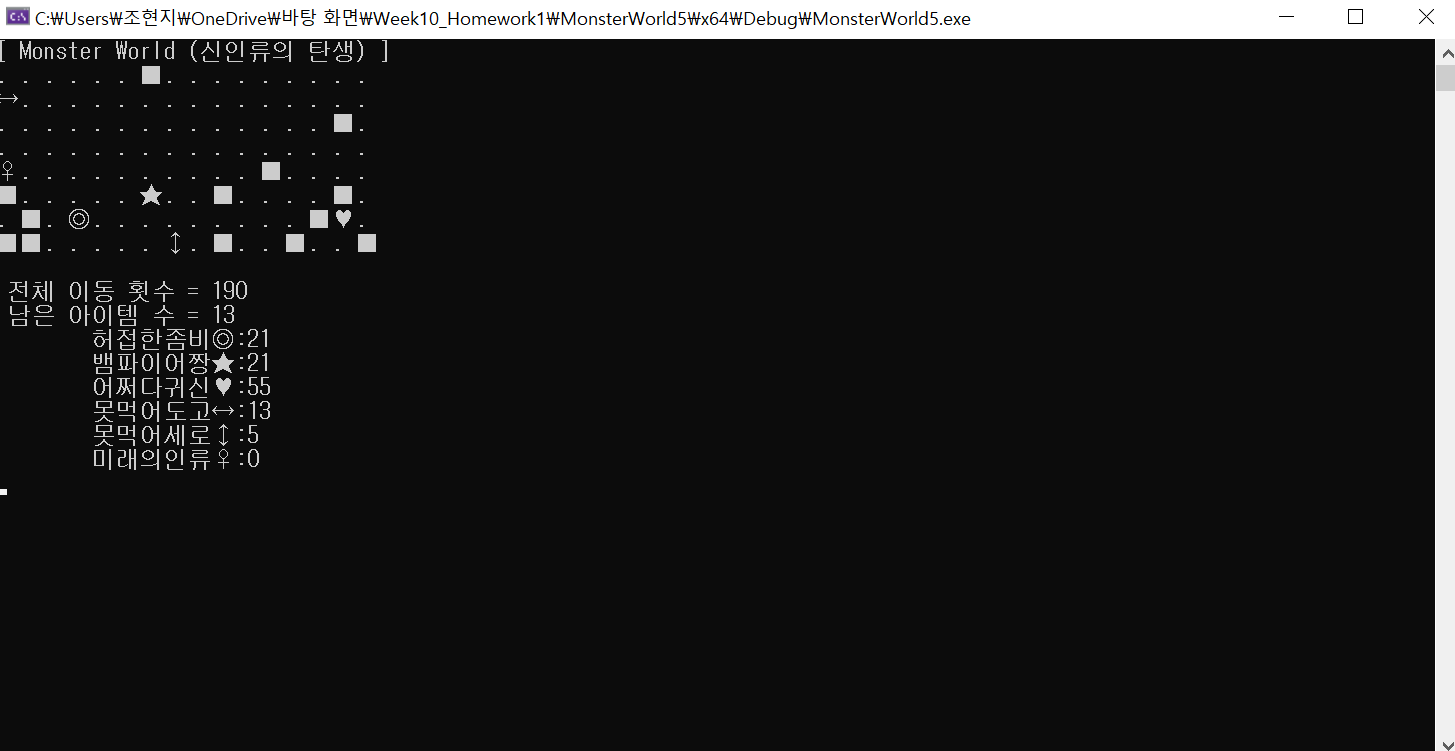 C:\Users\조현지\OneDrive\바탕 화면\Week10_Homework1\MonsterWorld5\x64\Debug\MonsterWorld5.exe
[ Monster World (신인류의 탄생) ]
. . . . . . ■. . . . . . . . .
↔. . . . . . . . . . . . . . .
. . . . . . . . . . . . . . ■.
. . . . . . . . . . . . . . . .
♀. . . . . . . . . . ■. . . .
■. . . . . ★. . ■. . . . ■.
. ■. ◎. . . . . . . . . ■♥.
■■. . . . . ↕. ■. . ■. . ■
전체 이동 횟수 = 190
남은 아이템 수 = 13
허접한좀비◎:21
뱀파이어짱★:21
어쩌다귀신♥:55
못먹어도고↔:13
못먹어세로↕:5
미래의인류♀:0